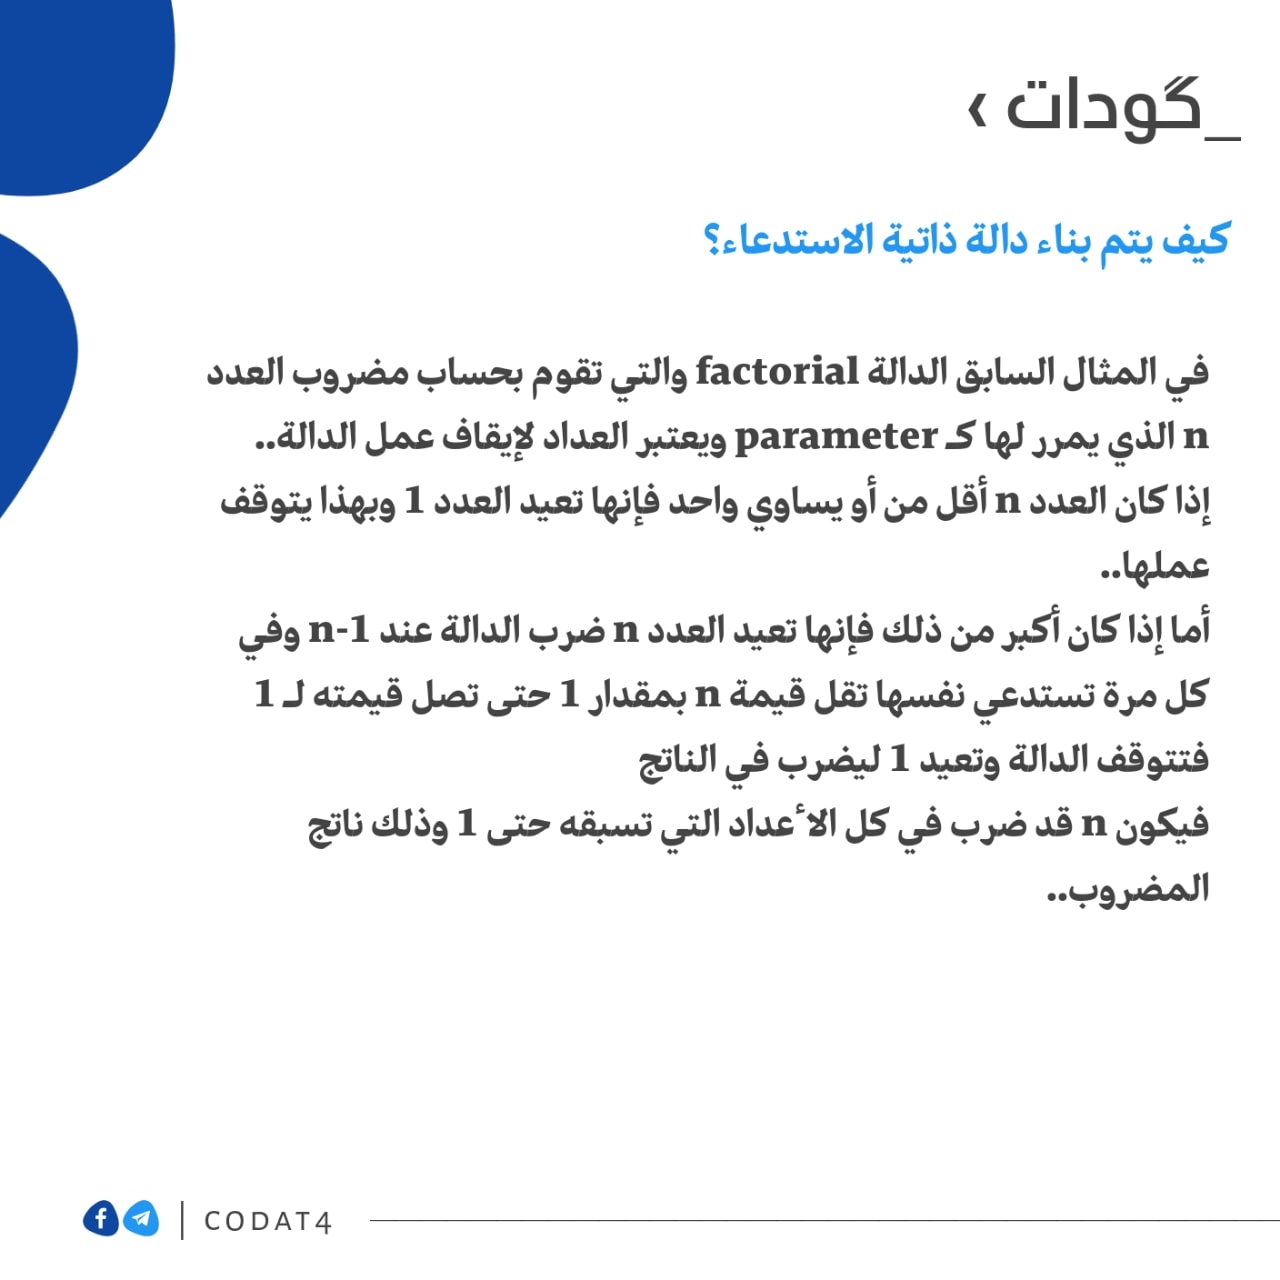 _گودات ›
كيف يتم بناء دالة ذاتية الاستدعاء؟
في المثال السابق الدالة factorial والتي تقوم بحساب مضروب العدد
n الذي يمرر لها كـ parameter ويعتبر العداد لإيقاف عمل الدالة..
إذا كان العدد n أقل من أو يساوي واحد فإنها تعيد العدد 1 وبهذا يتوقف
عملها..
أما إذا كان أكبر من ذلك فإنها تعيد العدد n ضرب الدالة عند n-1 وفي
كل مرة تستدعي نفسها تقل قيمة n بمقدار 1 حتى تصل قيمته لـ 1
فتتوقف الدالة وتعيد 1 ليضرب في الناتج
فيكون n قد ضرب في كل الأعداد التي تسبقه حتى 1 وذلك ناتج
المضروب..
CODAT4